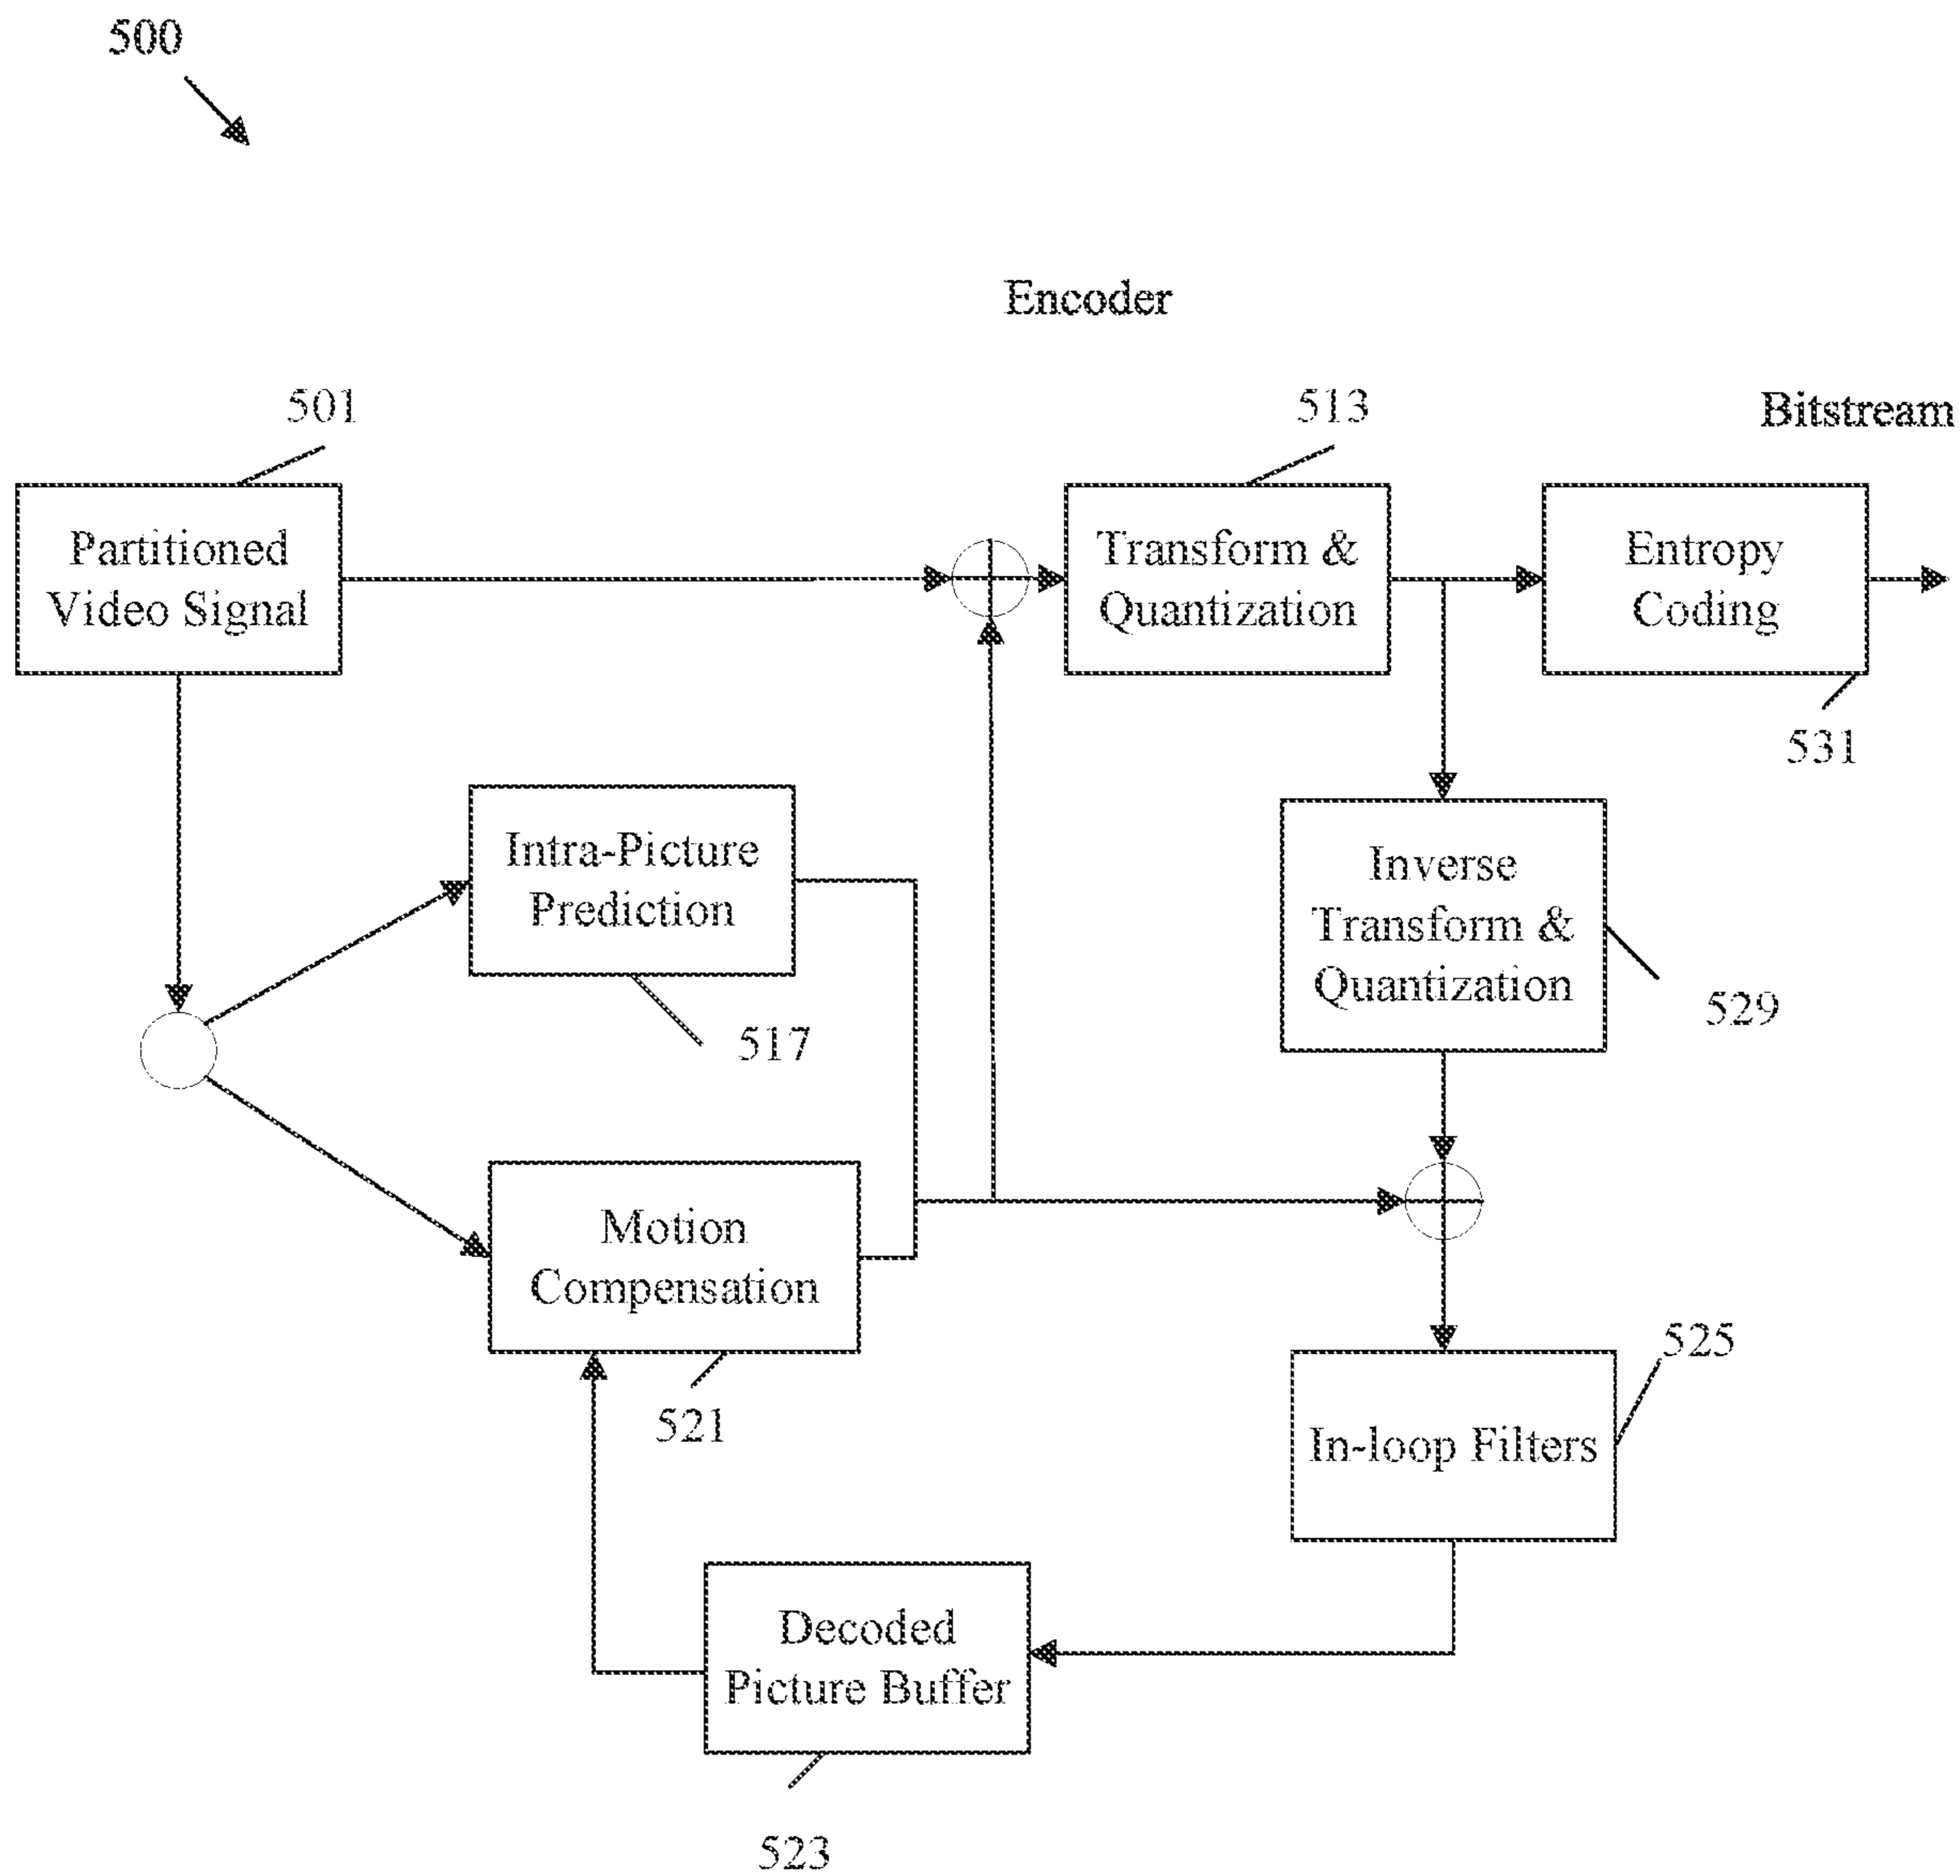 500
Encoder
501
513
Bitstream
Partitioned
Video Signal
Transform &
Quantization
Entropy
Coding
531
Intra-Picture
Prediction
517
Inverse
Transform &
Quantization
529
Motion
Compensation
521
525
In-loop Filters
Decoded
Picture Buffer
523